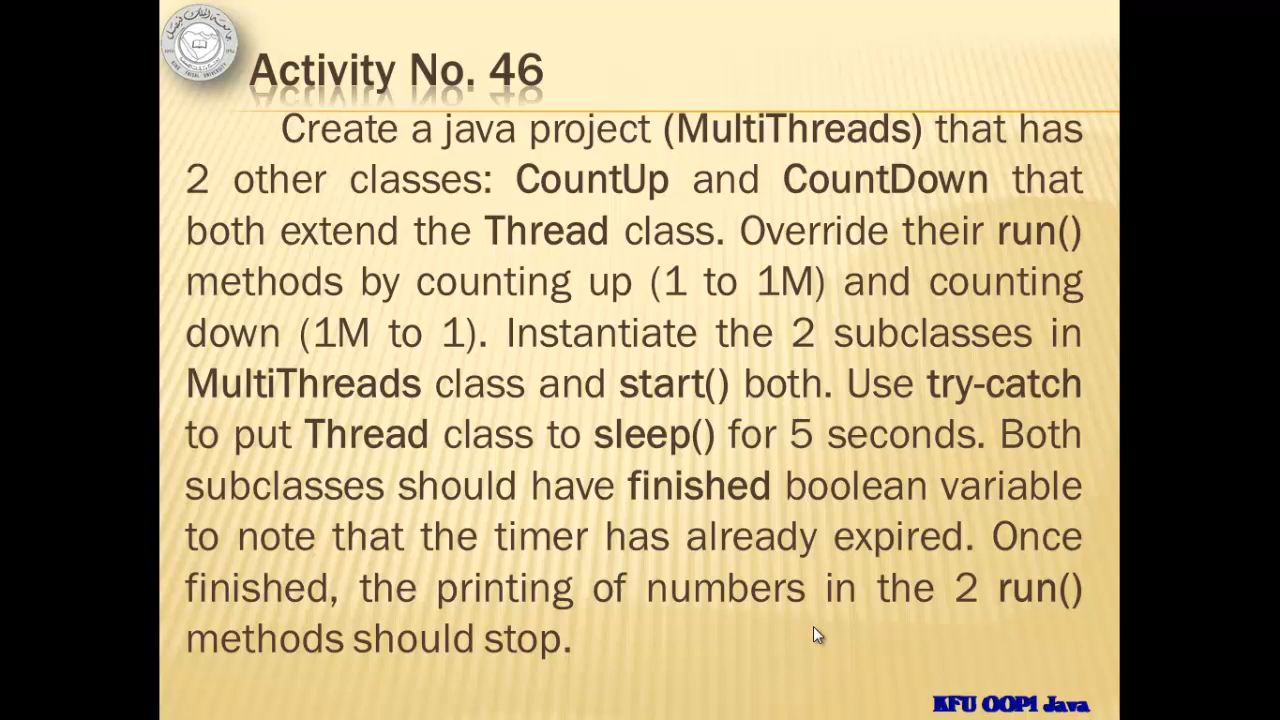 Activity No. 46
Create a java project (MultiThreads) that has
2 other classes: CountUp and CountDown that
both extend the Thread class. Override their run()
methods by counting up (1 to 1M) and counting
down (1M to 1). Instantiate the 2 subclasses in
MultiThreads class and start() both. Use try-catch
to put Thread class to sleep() for 5 seconds. Both
subclasses should have finished boolean variable
to note that the timer has already expired. Once
finished, the printing of numbers in the 2 run()
methods should stop.
KFU OOP1 Java